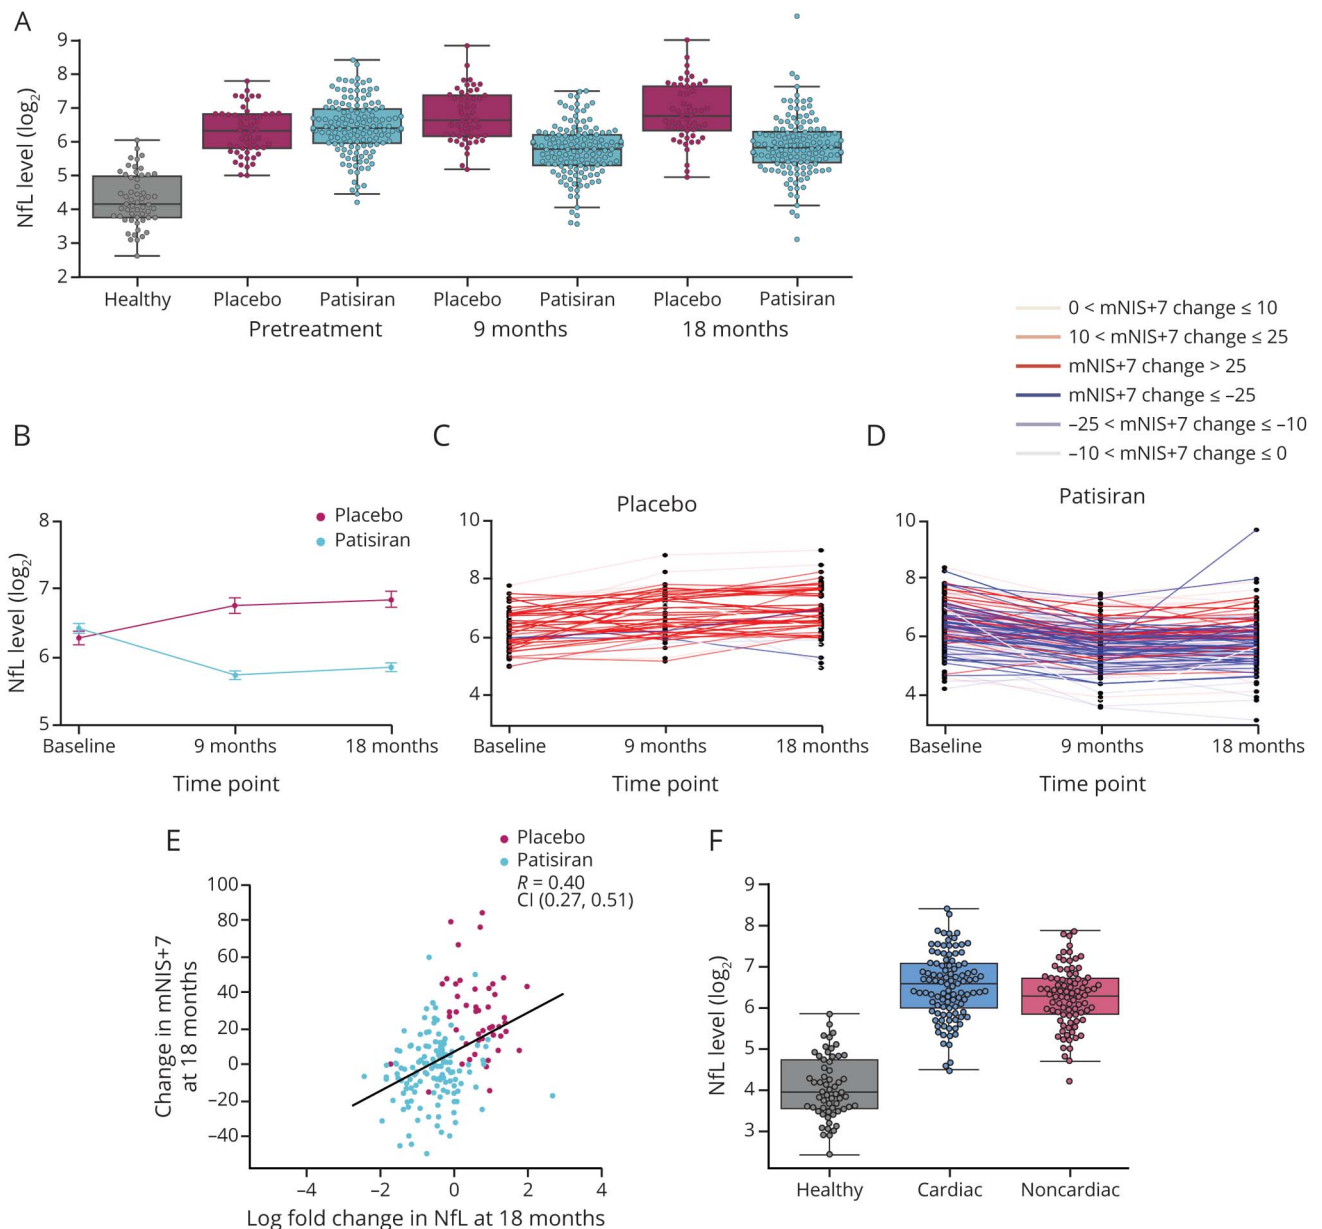 A
NfL level (log2)
9
8
7
6
5
4
3
2
Healthy Placebo Patisiran Placebo Patisiran Placebo Patisiran
Pretreatment 9 months 18 months
0 < mNIS+7 change ≤ 10
10 < mNIS+7 change ≤ 25
mNIS+7 change > 25
mNIS+7 change ≤ –25
–25 < mNIS+7 change ≤ –10
–10 < mNIS+7 change ≤ 0
B
Placebo
Patisiran
NfL level (log2)
8
7
6
5
Baseline 9 months 18 months
Time point
C
Placebo
10
8
6
4
Baseline 9 months 18 months
Time point
D
Patisiran
10
8
6
4
Baseline 9 months 18 months
Time point
E
Placebo
Patisiran
R = 0.40
CI (0.27, 0.51)
Change in mNIS+7
at 18 months
100
80
60
40
20
0
–20
–40
–4 –2 0 2 4
Log fold change in NfL at 18 months
F
NfL level (log2)
9
8
7
6
5
4
3
Healthy Cardiac Noncardiac